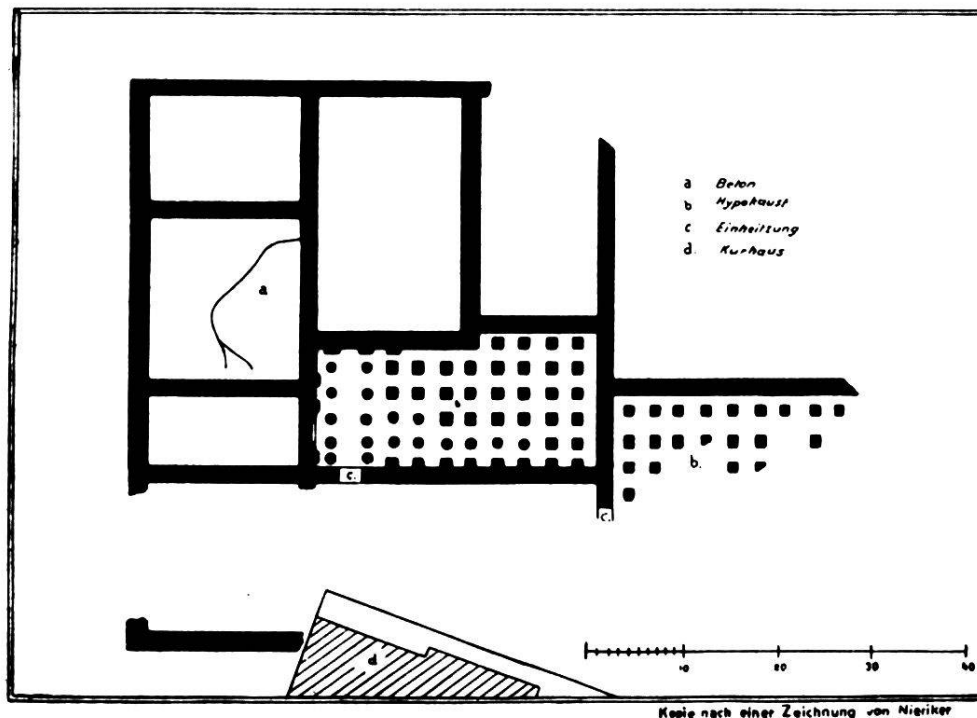 a Beton
b Hypokaust
c Einheitzung
d. Kurhaus
a
b
c.
b.
c.
d
10 20 30 40
Kopie nach einer Zeichnung von Nieriker